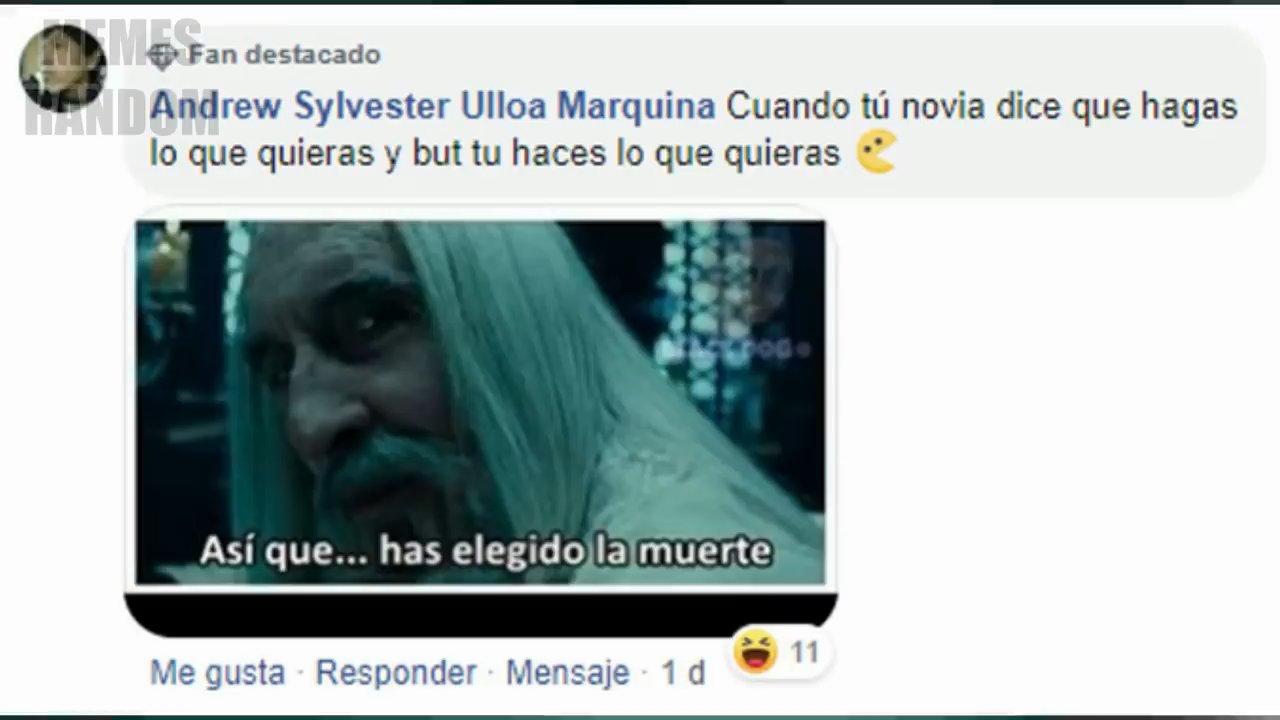 MEMES
RANDOM
Fan destacado
Andrew Sylvester Ulloa Marquina Cuando tú novia dice que hagas
lo que quieras y but tu haces lo que quieras
Así que... has elegido la muerte
Me gusta · Responder · Mensaje · 1 d
11